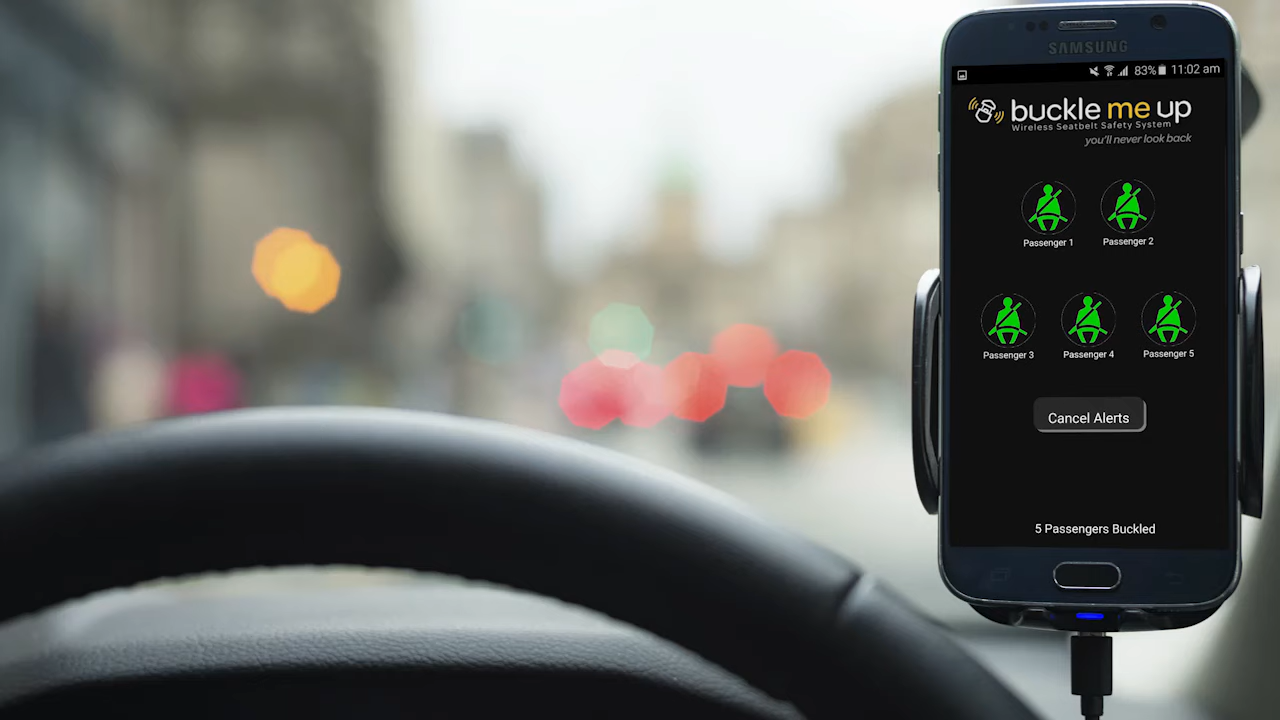 SAMSUNG
83% 11:02 am
buckle me up
Wireless Seatbelt Safety System
you'll never look back
Passenger 1 Passenger 2
Passenger 3 Passenger 4 Passenger 5
Cancel Alerts
5 Passengers Buckled